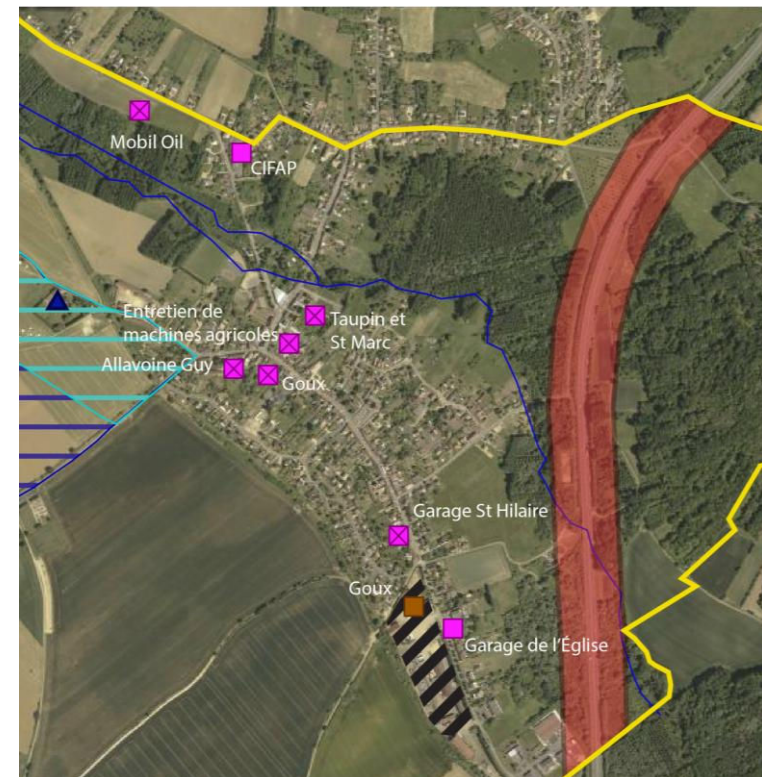 Mobil Oil
CIFAP
Entretien de
machines agricoles
Taupin et
St Marc
Allavoine Guy
Goux
Garage St Hilaire
Goux
Garage de l'Église